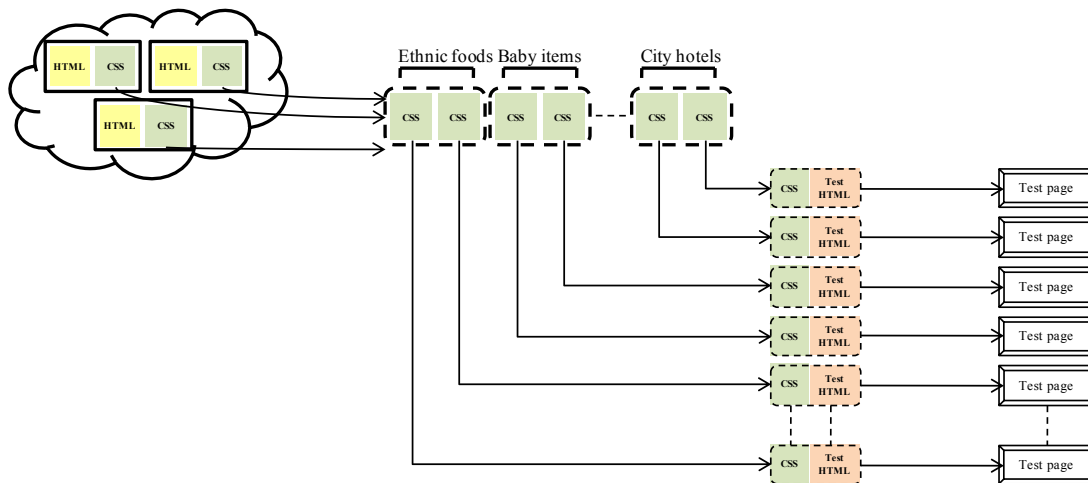 Ethnic foods Baby items City hotels
HTML CSS HTML CSS
HTML CSS
CSS CSS CSS CSS CSS CSS
CSS Test HTML Test page
CSS Test HTML Test page
CSS Test HTML Test page
CSS Test HTML Test page
CSS Test HTML Test page
CSS Test HTML Test page